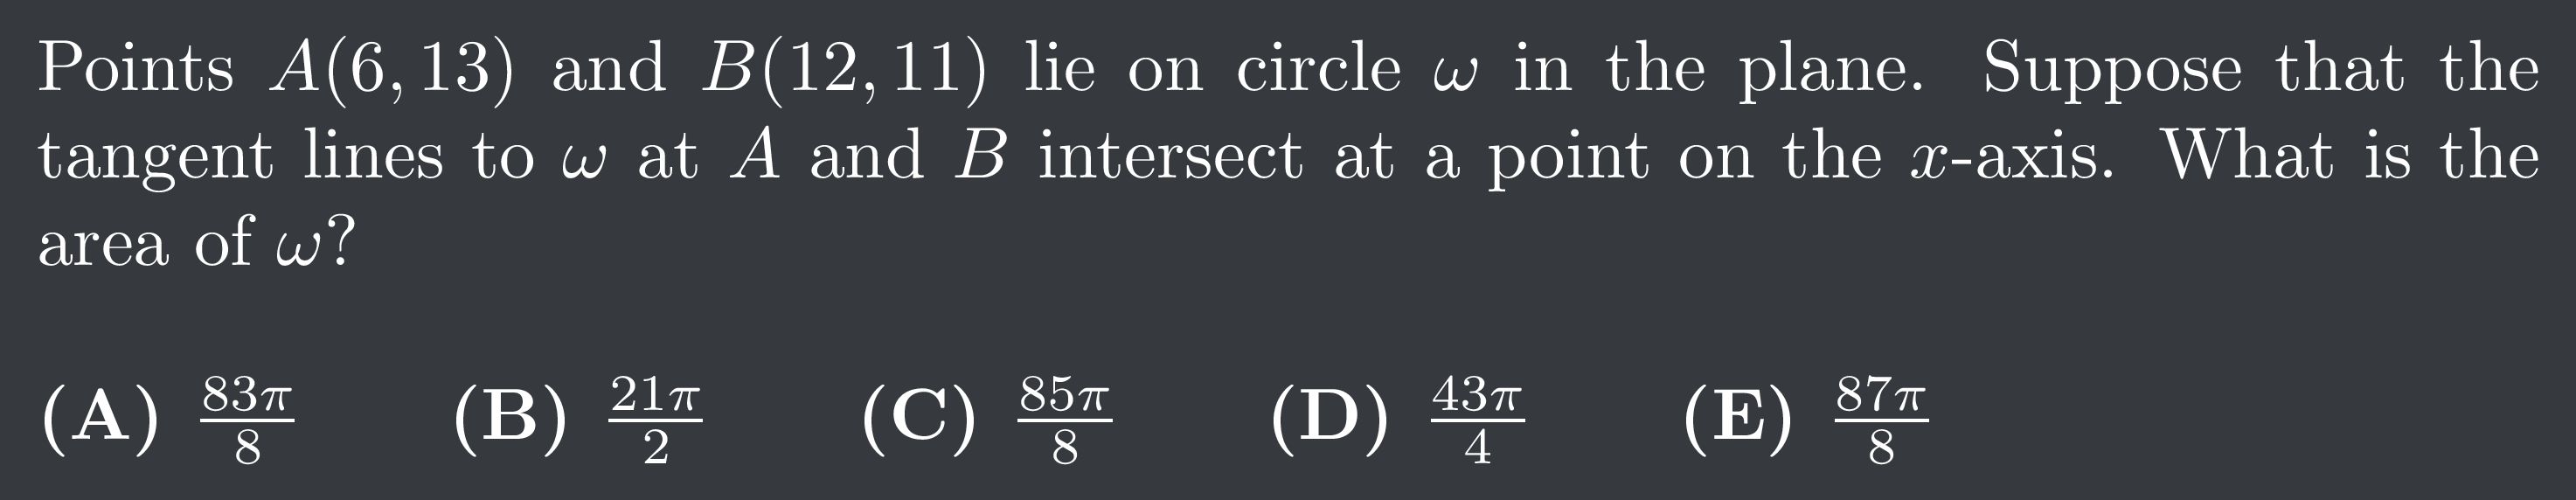 Points A(6, 13) and B(12, 11) lie on circle ω in the plane. Suppose that the
tangent lines to ω at A and B intersect at a point on the x-axis. What is the
area of ω?
(A) 83π/8 (B) 21π/2 (C) 85π/8 (D) 43π/4 (E) 87π/8